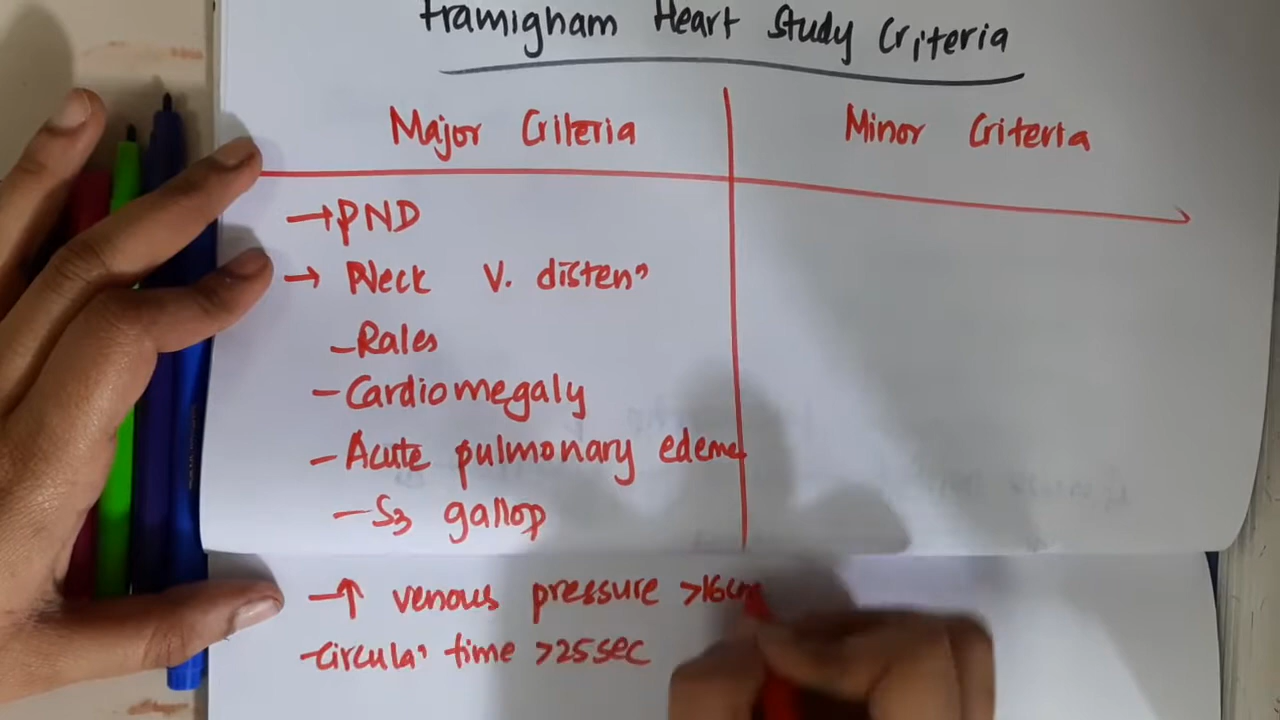 Framigham Heart Study Criteria
Major Criteria
Minor Criteria
→ PND
→ Neck V. disten"
- Rales
- Cardiomegaly
- Acute pulmonary edema
- S3 gallop
- ↑ venous pressure >16cm
- circula' time >25sec